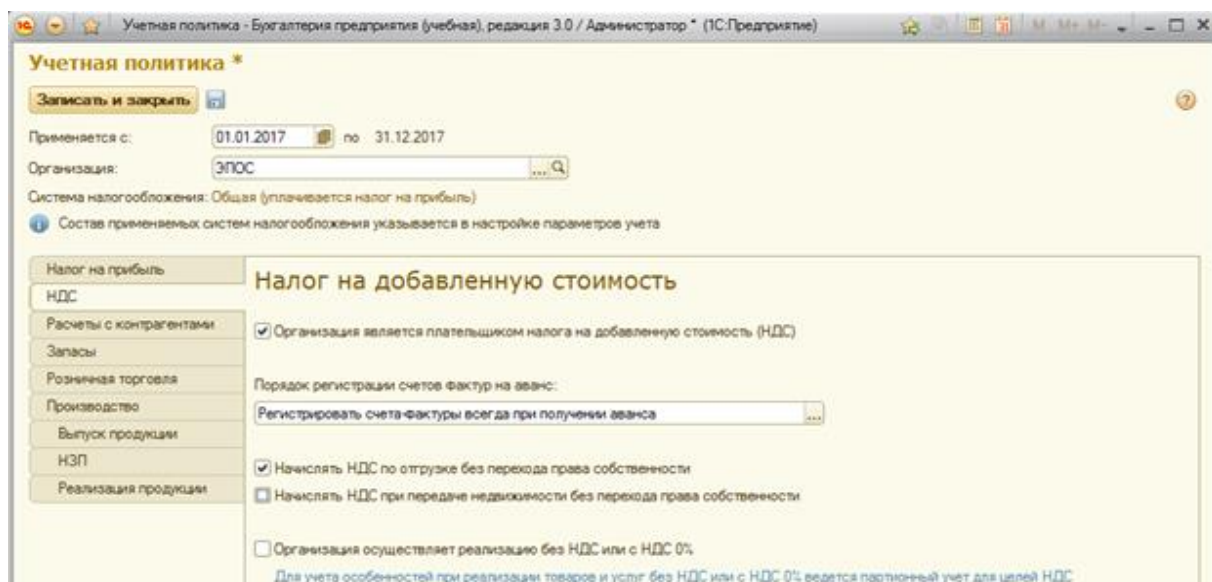 Учетная политика - Бухгалтерия предприятия (учебная), редакция 3.0 / Администратор * (1С:Предприятие) M M+ M-
Учетная политика *
Записать и закрыть
Применяется с: 01.01.2017 по 31.12.2017
Организация: ЭПОС
Система налогообложения: Общая (уплачивается налог на прибыль)
Состав применяемых систем налогообложения указывается в настройке параметров учета
Налог на прибыль
НДС
Расчеты с контрагентами
Запасы
Розничная торговля
Производство
Выпуск продукции
НЗП
Реализация продукции
Налог на добавленную стоимость
Организация является плательщиком налога на добавленную стоимость (НДС)
Порядок регистрации счетов фактур на аванс:
Регистрировать счета-фактуры всегда при получении аванса
Начислять НДС по отгрузке без перехода права собственности
Начислять НДС при передаче недвижимости без перехода права собственности
Организация осуществляет реализацию без НДС или с НДС 0%
Для учета особенностей при реализации товаров и услуг без НДС или с НДС 0% ведется партионный учет для целей НДС